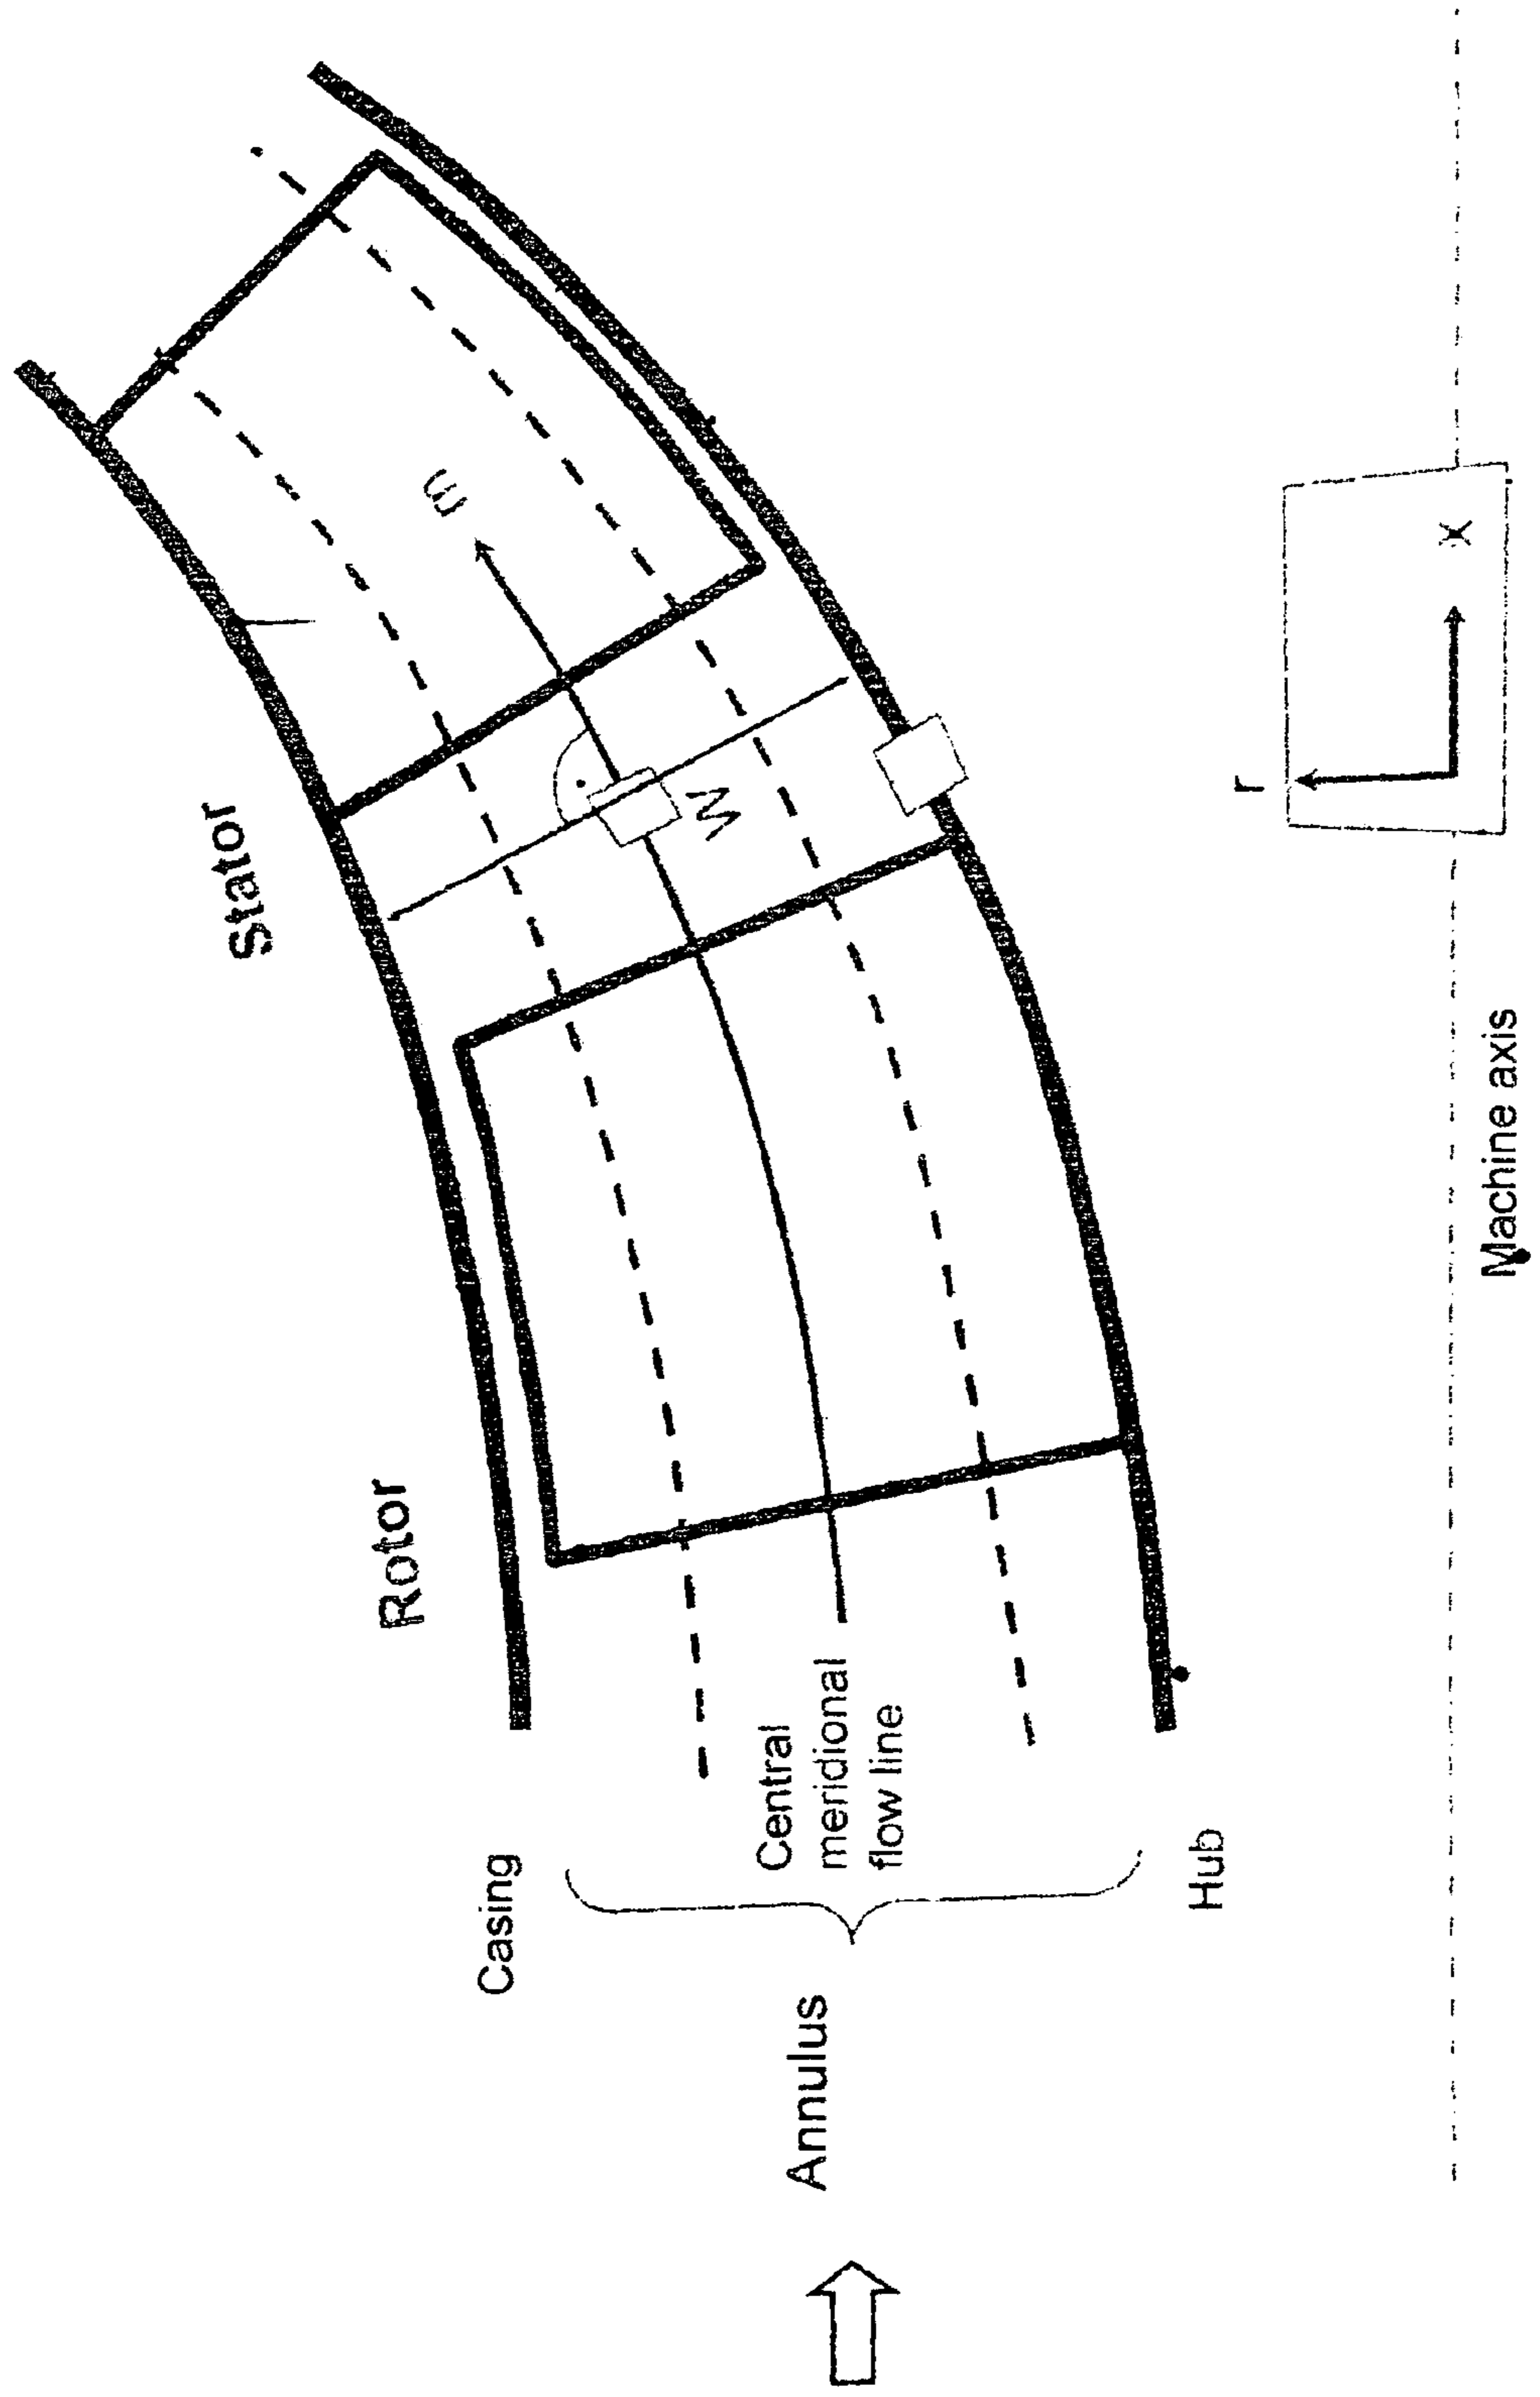 Rotor
Stator
Casing
Annulus
Central
meridional
flow line
Hub
m
M
r
x
Machine axis